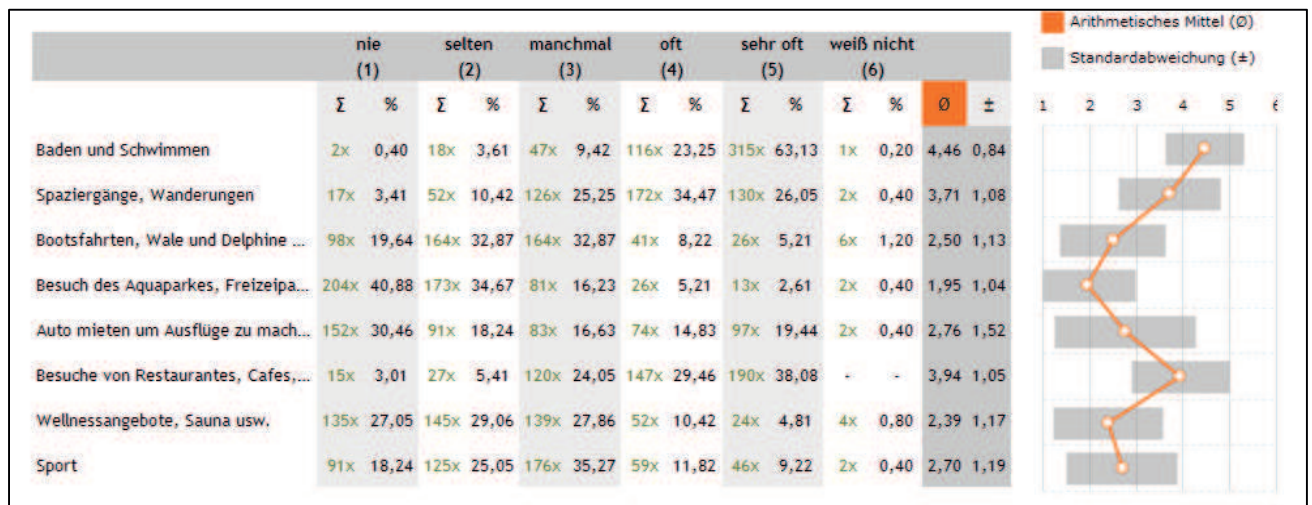 Arithmetisches Mittel (Ø)
Standardabweichung (±)
nie selten manchmal oft sehr oft weiß nicht
(1) (2) (3) (4) (5) (6)
Σ % Σ % Σ % Σ % Σ % Σ % Ø ± 1 2 3 4 5 6
Baden und Schwimmen 2x 0,40 18x 3,61 47x 9,42 116x 23,25 315x 63,13 1x 0,20 4,46 0,84
Spaziergänge, Wanderungen 17x 3,41 52x 10,42 126x 25,25 172x 34,47 130x 26,05 2x 0,40 3,71 1,08
Bootsfahrten, Wale und Delphine ... 98x 19,64 164x 32,87 164x 32,87 41x 8,22 26x 5,21 6x 1,20 2,50 1,13
Besuch des Aquaparkes, Freizeipa... 204x 40,88 173x 34,67 81x 16,23 26x 5,21 13x 2,61 2x 0,40 1,95 1,04
Auto mieten um Ausflüge zu mach... 152x 30,46 91x 18,24 83x 16,63 74x 14,83 97x 19,44 2x 0,40 2,76 1,52
Besuche von Restaurantes, Cafes,... 15x 3,01 27x 5,41 120x 24,05 147x 29,46 190x 38,08 - - 3,94 1,05
Wellnessangebote, Sauna usw. 135x 27,05 145x 29,06 139x 27,86 52x 10,42 24x 4,81 4x 0,80 2,39 1,17
Sport 91x 18,24 125x 25,05 176x 35,27 59x 11,82 46x 9,22 2x 0,40 2,70 1,19